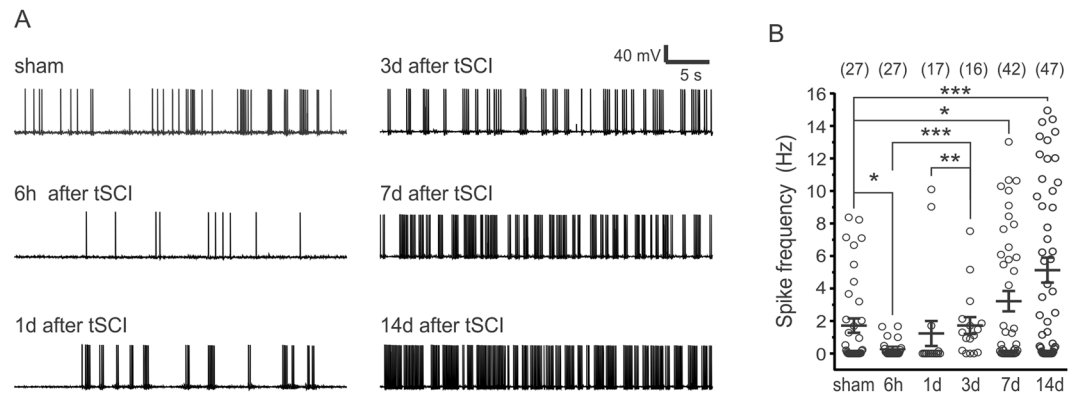 A
sham
3d after tSCI
40 mV
5 s
6h after tSCI
7d after tSCI
1d after tSCI
14d after tSCI
B
(27) (27) (17) (16) (42) (47)
***
*
***
**
*
16
14
12
10
8
6
4
2
0
Spike frequency (Hz)
sham 6h 1d 3d 7d 14d